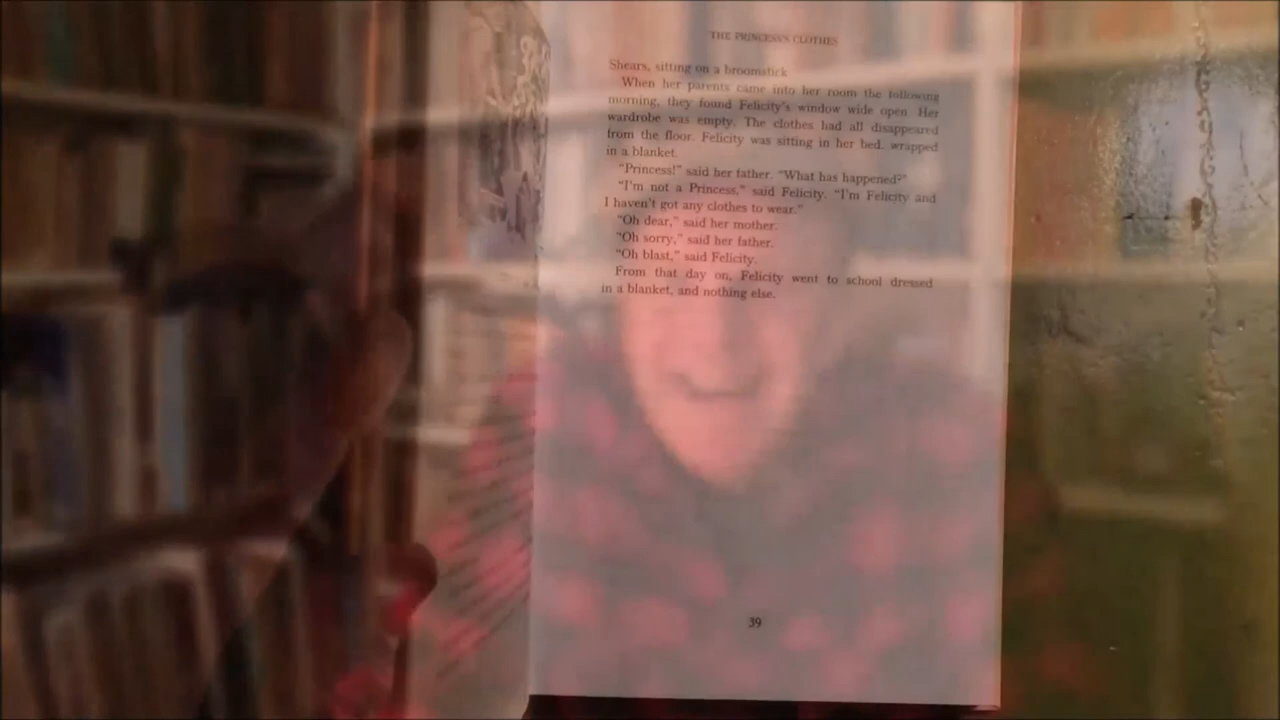 THE PRINCESS'S CLOTHES
Shears, sitting on a broomstick
When her parents came into her room the following
morning, they found Felicity's window wide open. Her
wardrobe was empty. The clothes had all disappeared
from the floor. Felicity was sitting in her bed, wrapped
in a blanket.
"Princess!" said her father. "What has happened?"
"I'm not a Princess," said Felicity. "I'm Felicity and
I haven't got any clothes to wear."
"Oh dear," said her mother.
"Oh sorry," said her father.
"Oh blast," said Felicity.
From that day on, Felicity went to school dressed
in a blanket, and nothing else.
39